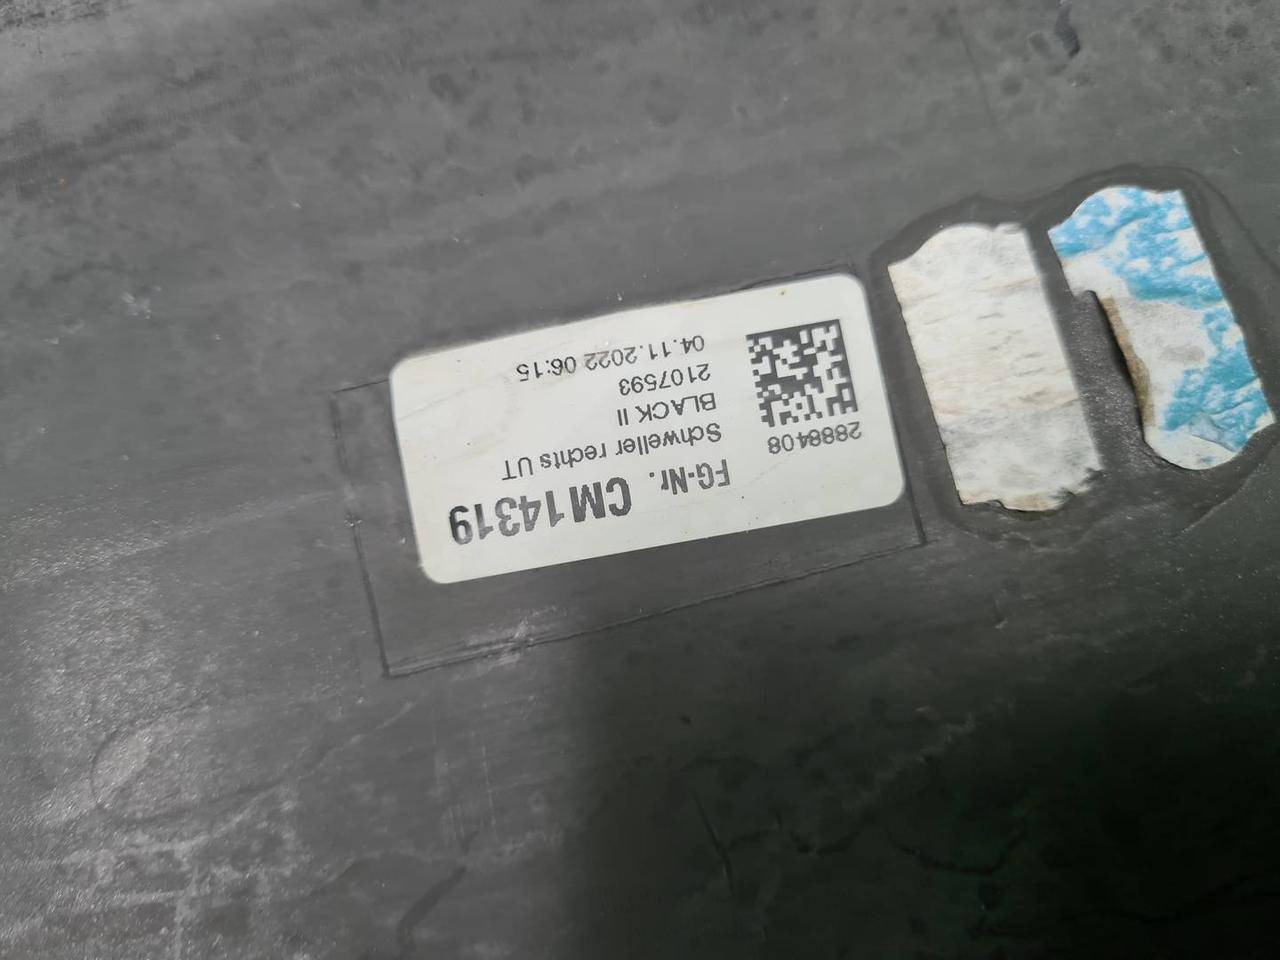 FG-Nr. CM14319
Schweller rechts UT
BLACK II
2107593
04.11.2022 06:15
2888408